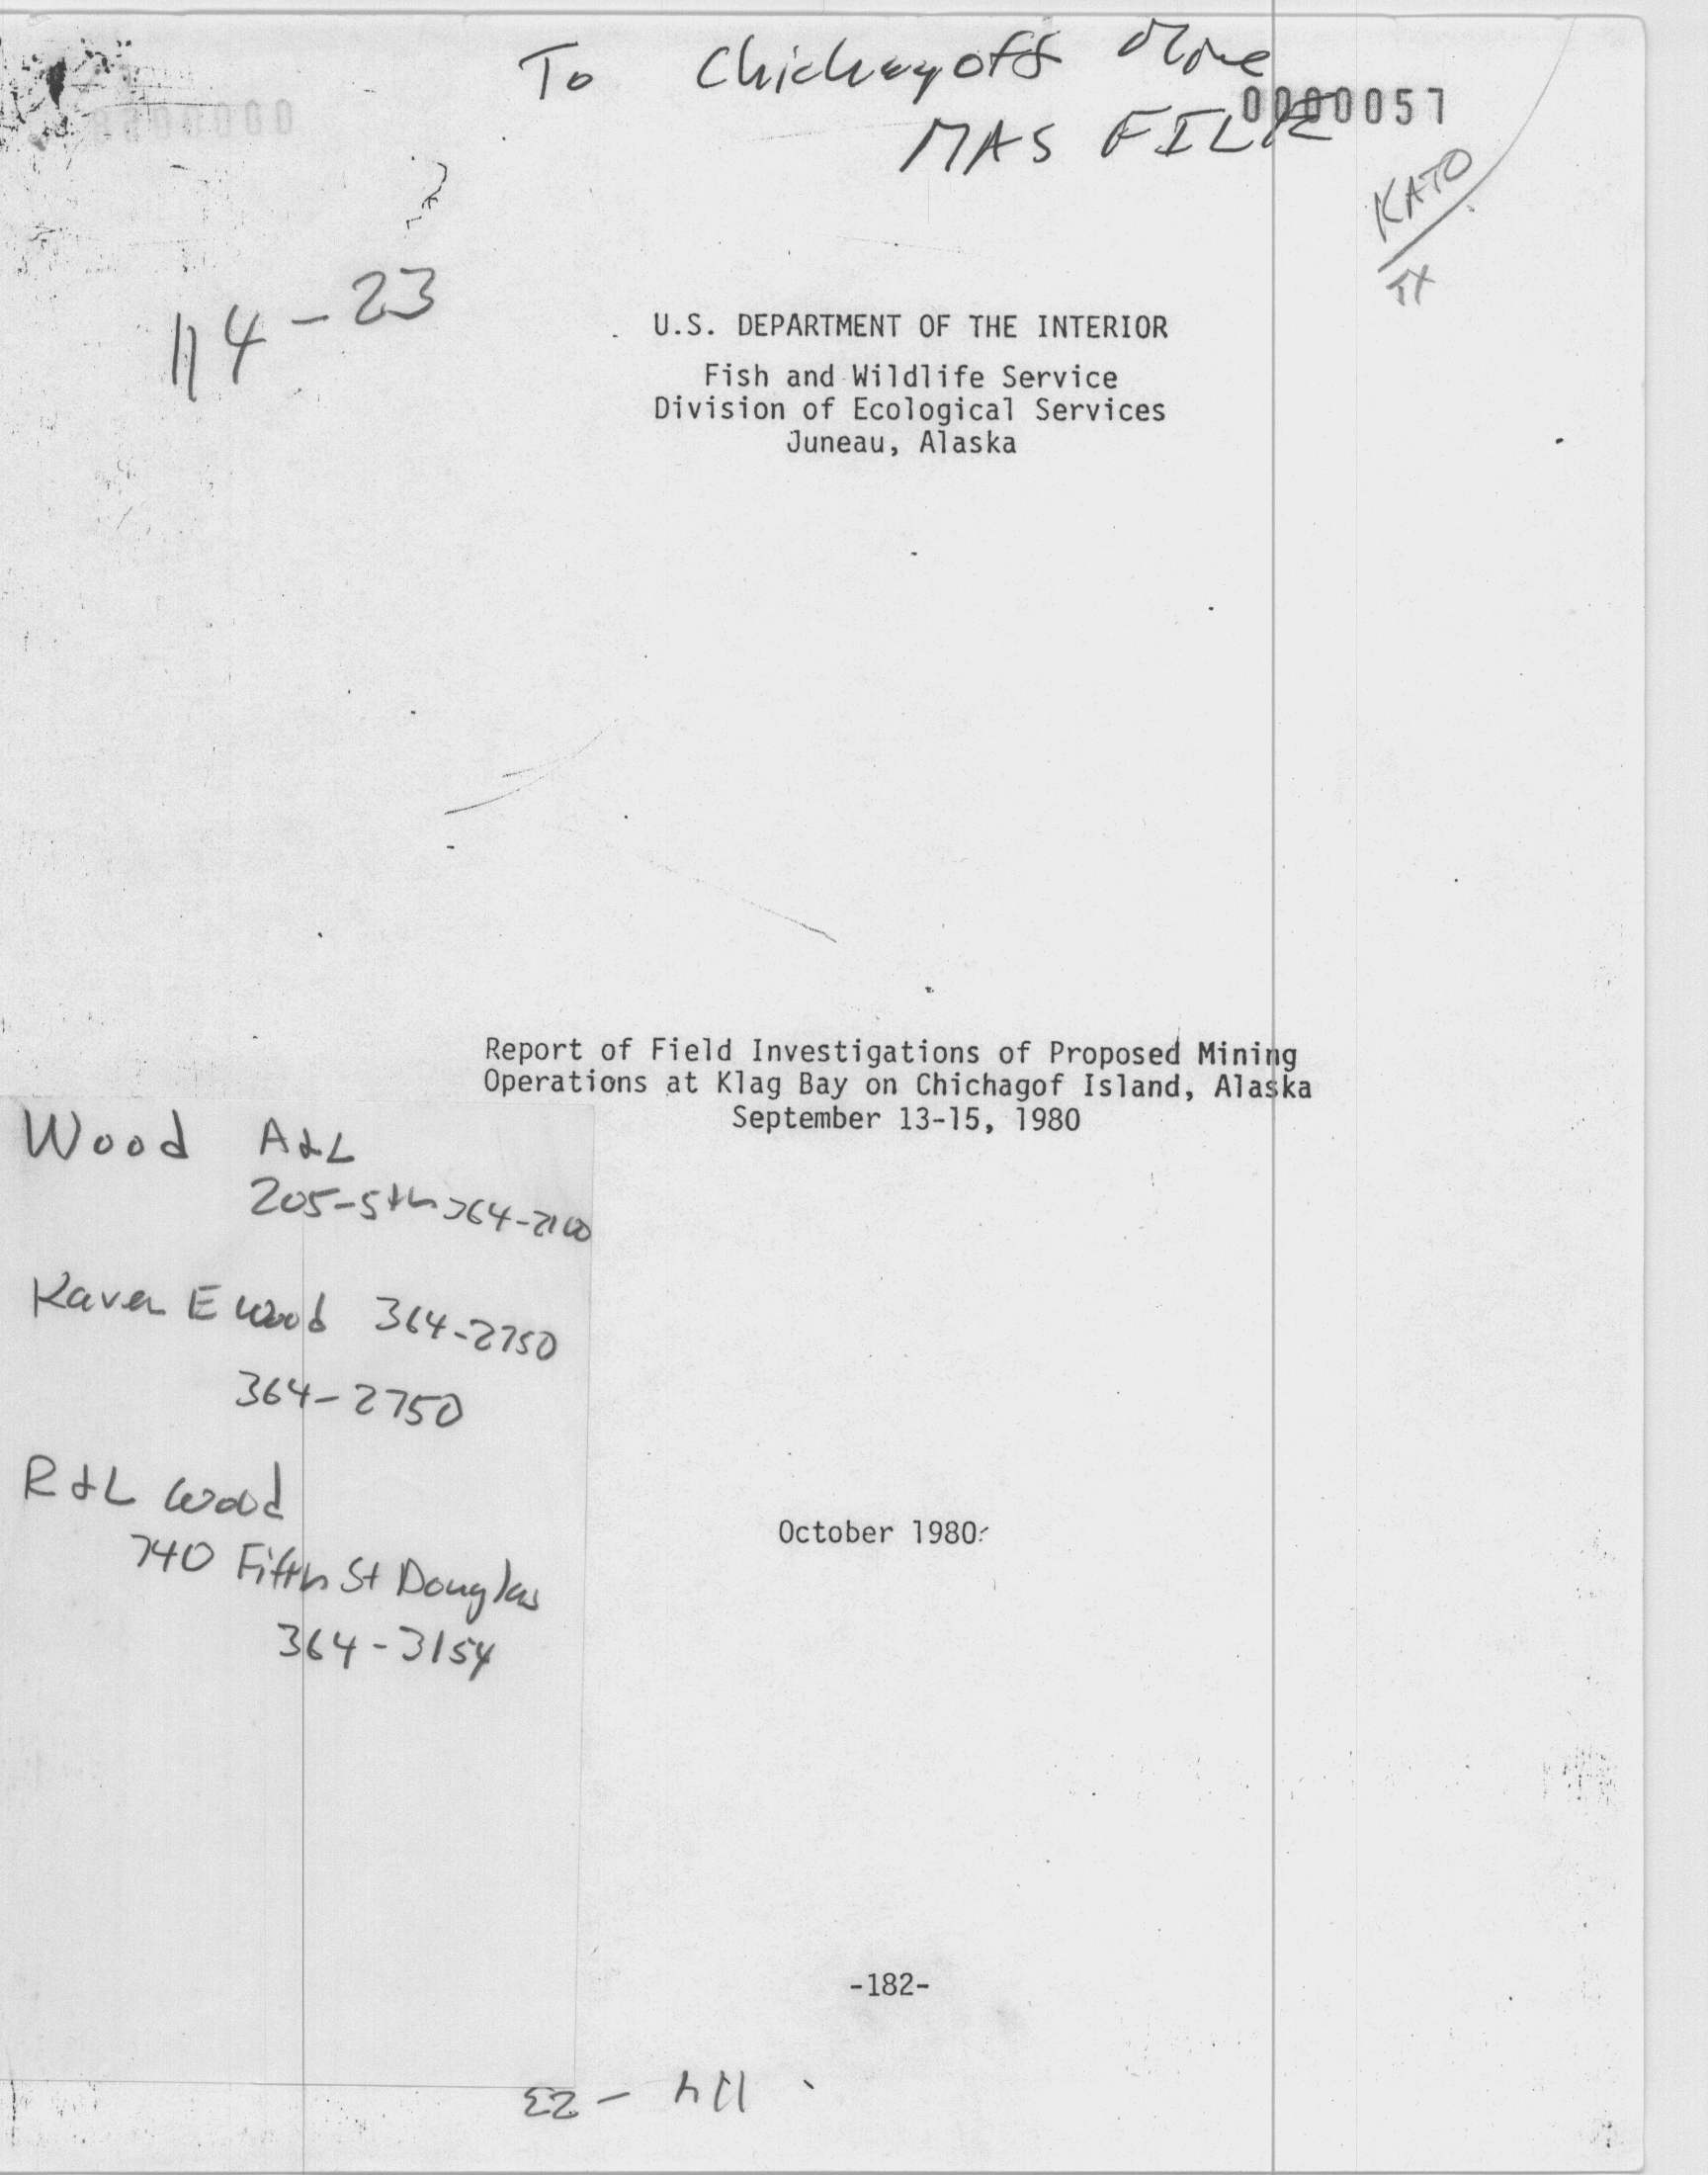 To Chichagoff Mine
0000057
MAS FILE
KATO
114-23
U.S. DEPARTMENT OF THE INTERIOR
Fish and Wildlife Service
Division of Ecological Services
Juneau, Alaska
Report of Field Investigations of Proposed Mining
Operations at Klag Bay on Chichagof Island, Alaska
September 13-15, 1980
Wood A&L
205-5th 364-
Karen E Wood 364-2750
364-2750
R&L Wood
740 Fifth St Douglas
364-3154
October 1980
-182-
114-23